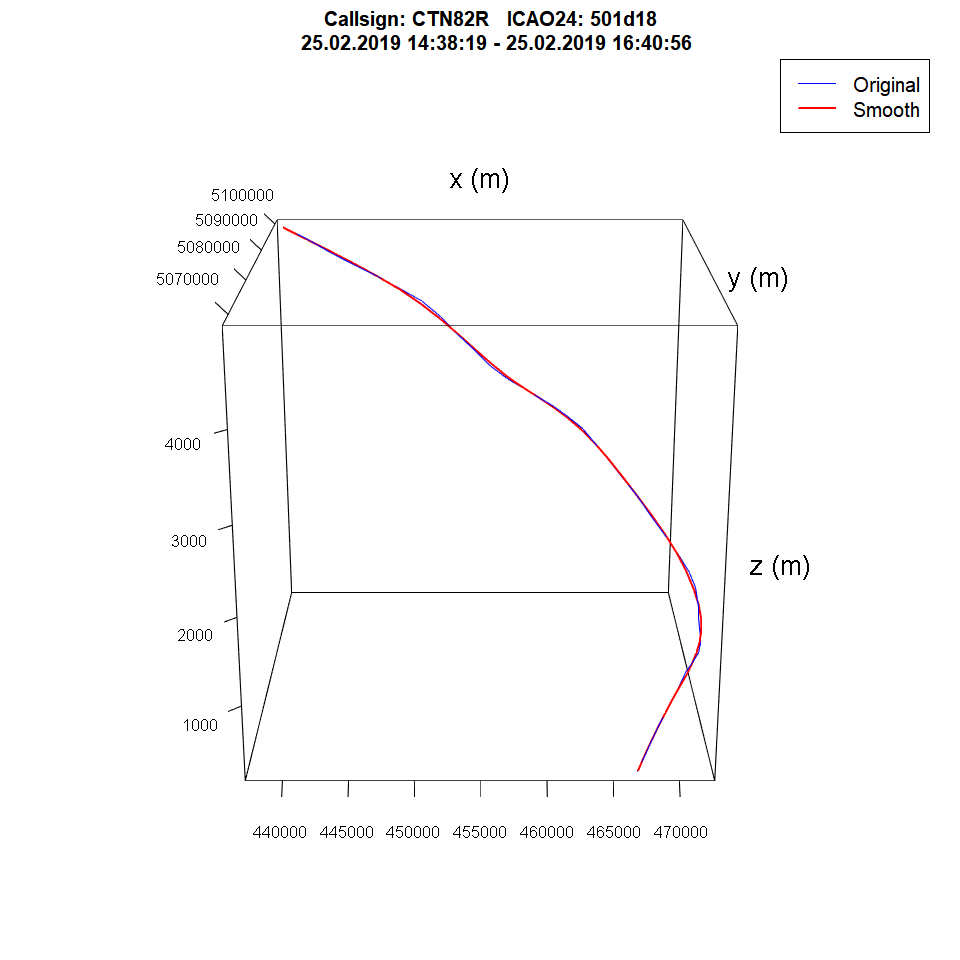 Callsign: CTN82R ICAO24: 501d18
25.02.2019 14:38:19 - 25.02.2019 16:40:56
Original
Smooth
x (m)
5100000
5090000
5080000
5070000
y (m)
4000
3000
z (m)
2000
1000
440000 445000 450000 455000 460000 465000 470000